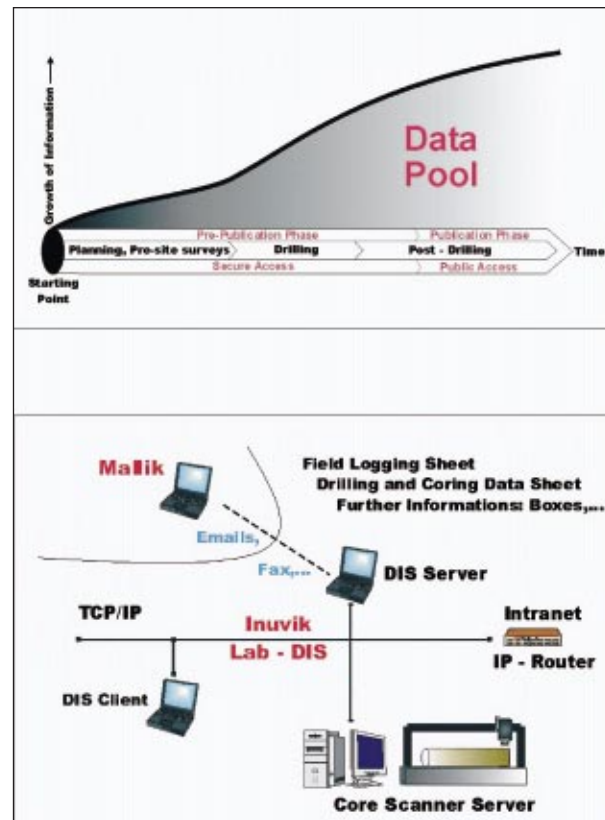 Growth of Information
Data
Pool
Pre-Publication Phase
Publication Phase
Planning, Pre-site surveys
Drilling
Post - Drilling
Time
Secure Access
Public Access
Starting
Point
Mallik
Field Logging Sheet
Drilling and Coring Data Sheet
Further Informations: Boxes,...
Emails,
Fax,...
DIS Server
TCP/IP
Inuvik
Intranet
Lab - DIS
IP - Router
DIS Client
Core Scanner Server